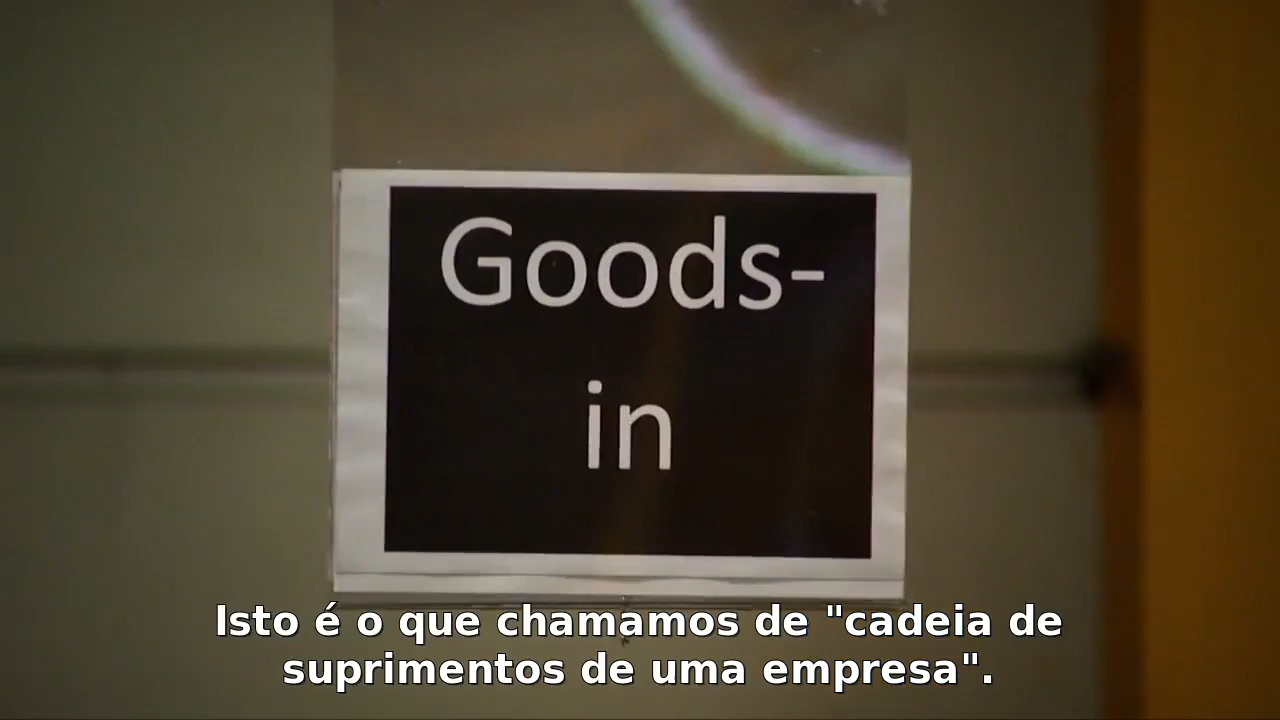 Goods-
in
Isto é o que chamamos de "cadeia de
suprimentos de uma empresa".